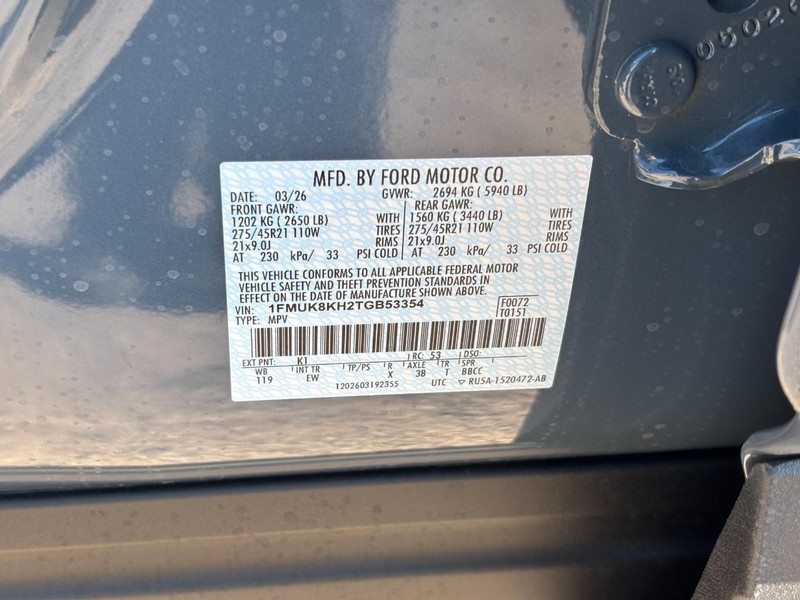 0502
MFD. BY FORD MOTOR CO.
DATE: 03/26 GVWR: 2694 KG ( 5940 LB)
FRONT GAWR: REAR GAWR:
1202 KG ( 2650 LB) WITH 1560 KG ( 3440 LB) WITH
275/45R21 110W TIRES 275/45R21 110W TIRES
21x9.0J RIMS 21x9.0J RIMS
AT 230 kPa/ 33 PSI COLD AT 230 kPa/ 33 PSI COLD
THIS VEHICLE CONFORMS TO ALL APPLICABLE FEDERAL MOTOR
VEHICLE SAFETY AND THEFT PREVENTION STANDARDS IN
EFFECT ON THE DATE OF MANUFACTURE SHOWN ABOVE.
VIN: 1FMUK8KH2TGB53354 F0072
TYPE: MPV T0151
EXT PNT: K1 RC: 53 DSO:
WB INT TR TP/PS R AXLE TR SPR
119 EW X 3B T BBCC
1202603192355 UTC ▽ RU5A-1520472-AB